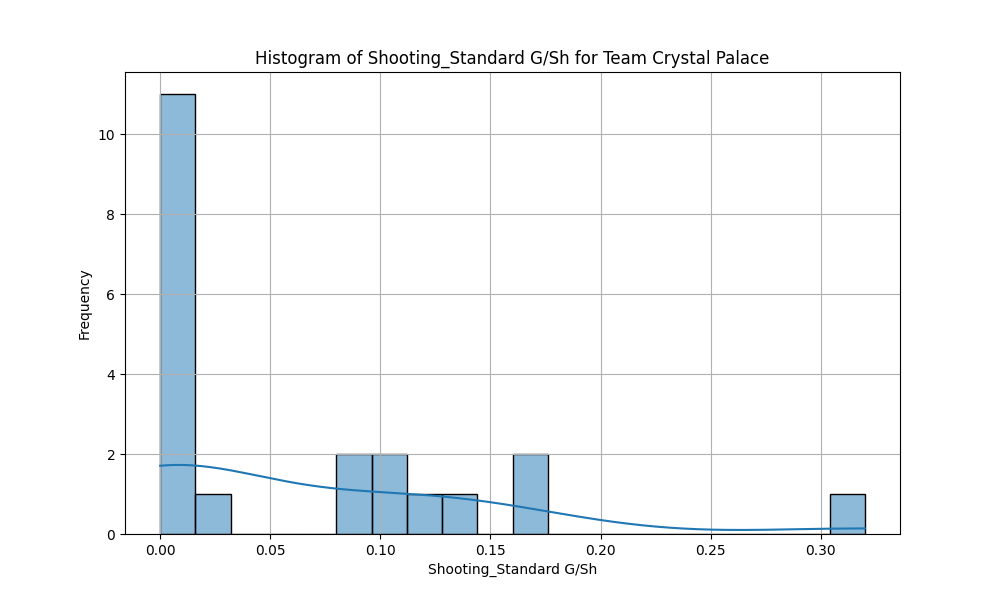 Histogram of Shooting_Standard G/Sh for Team Crystal Palace
Frequency
10
8
6
4
2
0
0.00 0.05 0.10 0.15 0.20 0.25 0.30
Shooting_Standard G/Sh